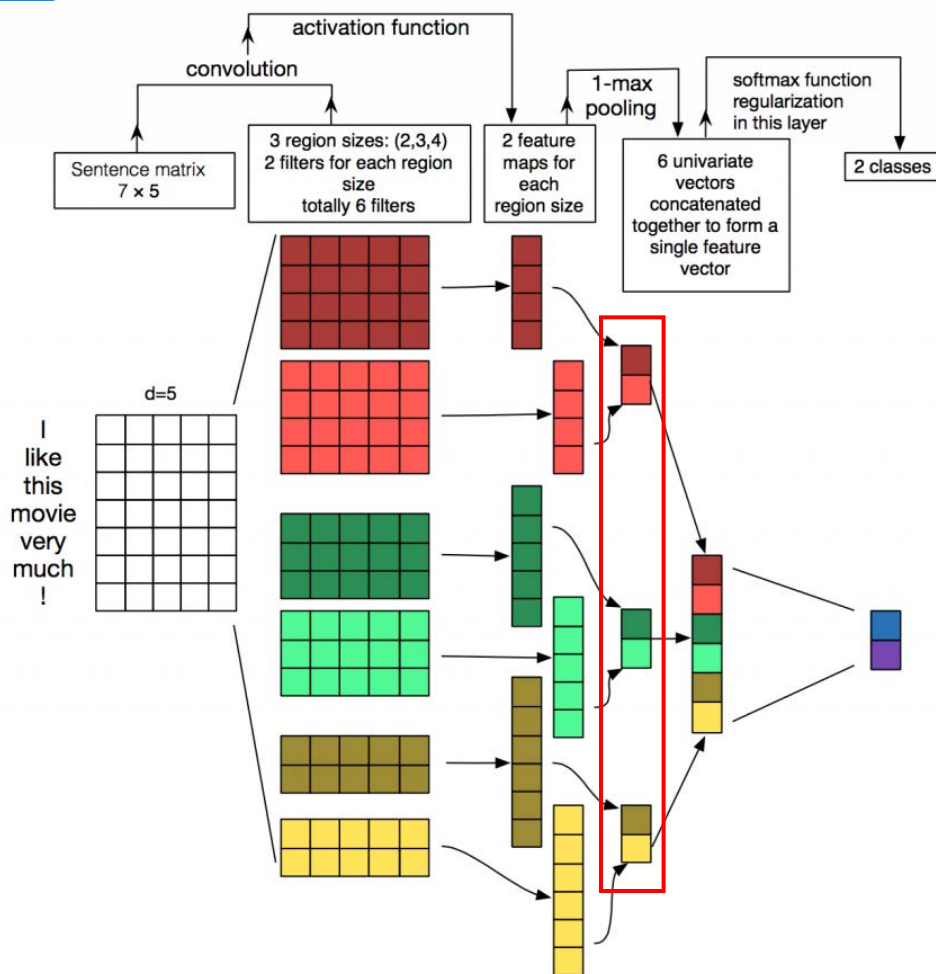 activation function
convolution
1-max
pooling
softmax function
regularization
in this layer
Sentence matrix
7 × 5
3 region sizes: (2,3,4)
2 filters for each region
size
totally 6 filters
2 feature
maps for
each
region size
6 univariate
vectors
concatenated
together to form a
single feature
vector
2 classes
d=5
I
like
this
movie
very
much
!